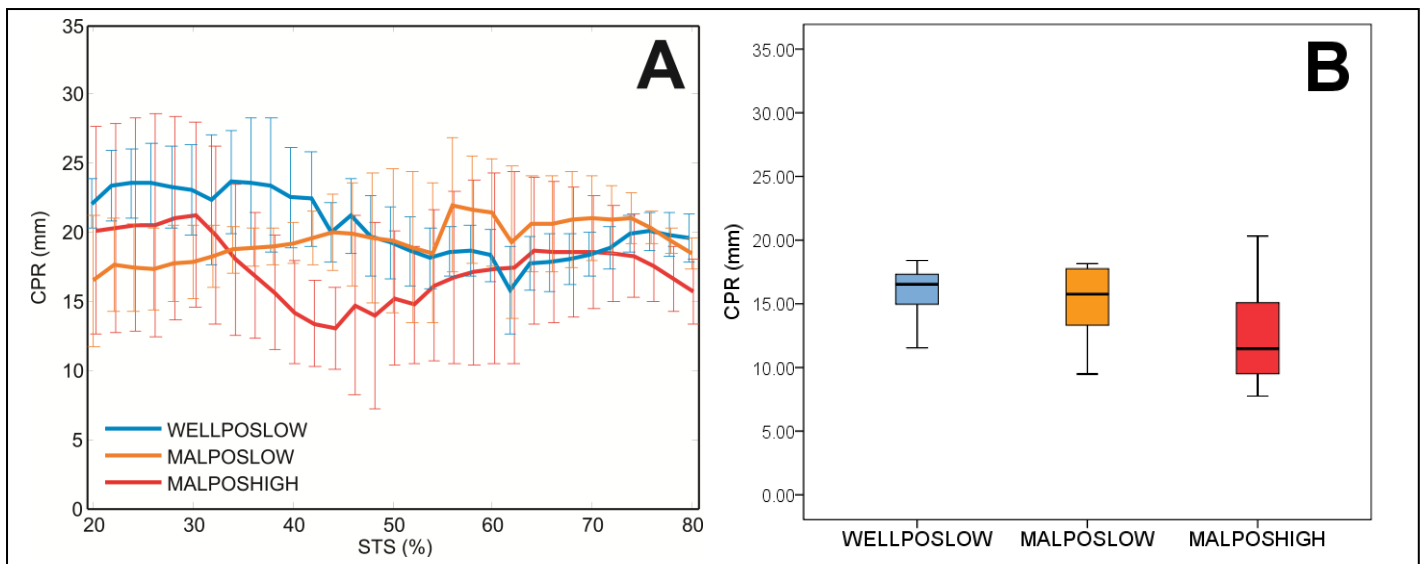 A
35
30
25
20
15
10
5
0
CPR (mm)
WELLPOSLOW
MALPOSLOW
MALPOSHIGH
20 30 40 50 60 70 80
STS (%)
B
35.00
30.00
25.00
20.00
15.00
10.00
5.00
0.00
CPR (mm)
WELLPOSLOW MALPOSLOW MALPOSHIGH